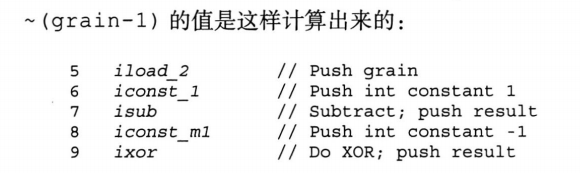 ~(grain-1) 的值是这样计算出来的：
5 iload_2 // Push grain
6 iconst_1 // Push int constant 1
7 isub // Subtract; push result
8 iconst_m1 // Push int constant -1
9 ixor // Do XOR; push result